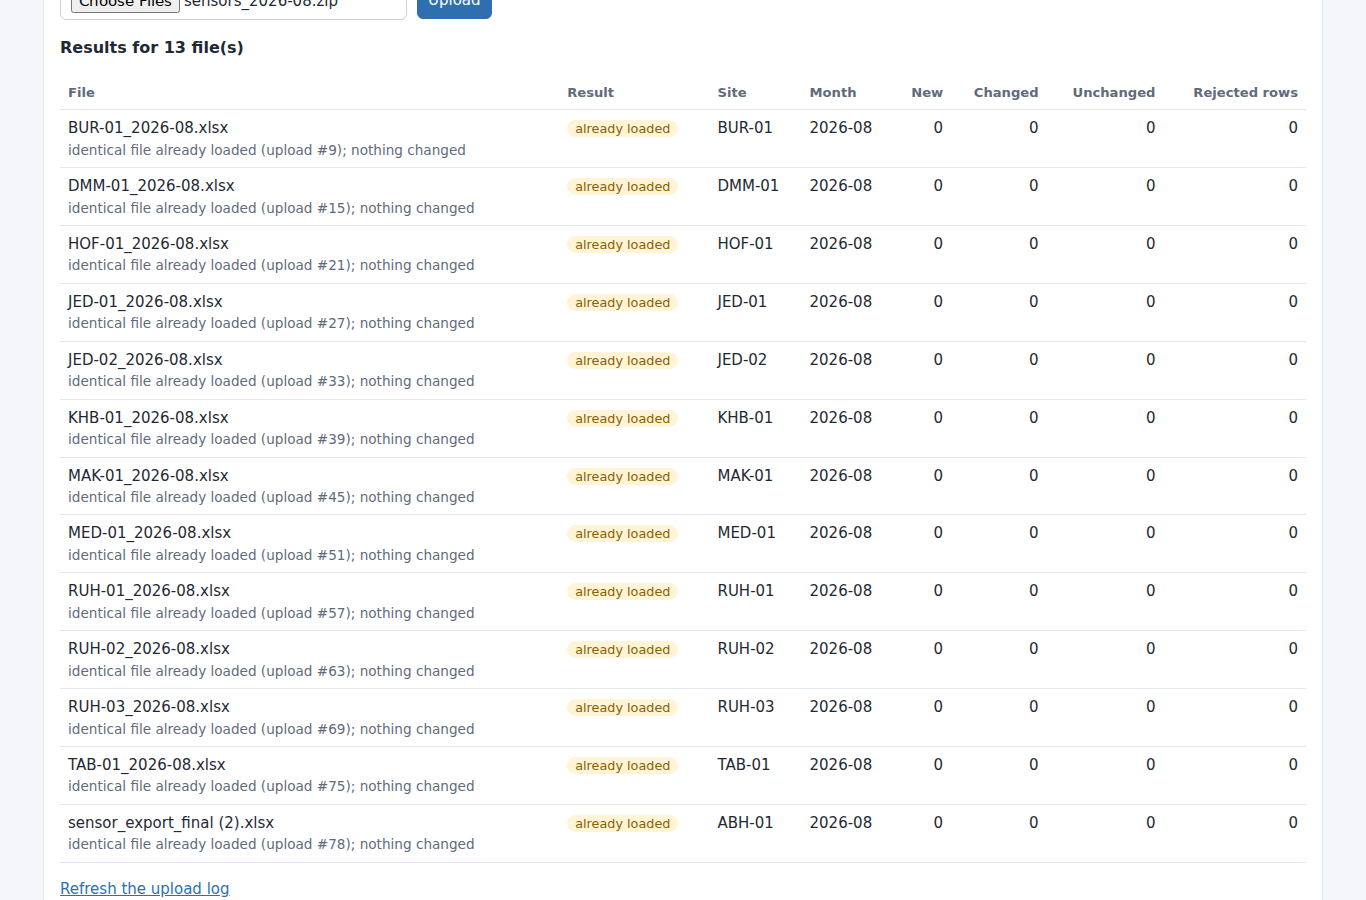 Choose Files sensors_2026-08.zip Upload
Results for 13 file(s)
File Result Site Month New Changed Unchanged Rejected rows
BUR-01_2026-08.xlsx already loaded BUR-01 2026-08 0 0 0 0
identical file already loaded (upload #9); nothing changed
DMM-01_2026-08.xlsx already loaded DMM-01 2026-08 0 0 0 0
identical file already loaded (upload #15); nothing changed
HOF-01_2026-08.xlsx already loaded HOF-01 2026-08 0 0 0 0
identical file already loaded (upload #21); nothing changed
JED-01_2026-08.xlsx already loaded JED-01 2026-08 0 0 0 0
identical file already loaded (upload #27); nothing changed
JED-02_2026-08.xlsx already loaded JED-02 2026-08 0 0 0 0
identical file already loaded (upload #33); nothing changed
KHB-01_2026-08.xlsx already loaded KHB-01 2026-08 0 0 0 0
identical file already loaded (upload #39); nothing changed
MAK-01_2026-08.xlsx already loaded MAK-01 2026-08 0 0 0 0
identical file already loaded (upload #45); nothing changed
MED-01_2026-08.xlsx already loaded MED-01 2026-08 0 0 0 0
identical file already loaded (upload #51); nothing changed
RUH-01_2026-08.xlsx already loaded RUH-01 2026-08 0 0 0 0
identical file already loaded (upload #57); nothing changed
RUH-02_2026-08.xlsx already loaded RUH-02 2026-08 0 0 0 0
identical file already loaded (upload #63); nothing changed
RUH-03_2026-08.xlsx already loaded RUH-03 2026-08 0 0 0 0
identical file already loaded (upload #69); nothing changed
TAB-01_2026-08.xlsx already loaded TAB-01 2026-08 0 0 0 0
identical file already loaded (upload #75); nothing changed
sensor_export_final (2).xlsx already loaded ABH-01 2026-08 0 0 0 0
identical file already loaded (upload #78); nothing changed
Refresh the upload log